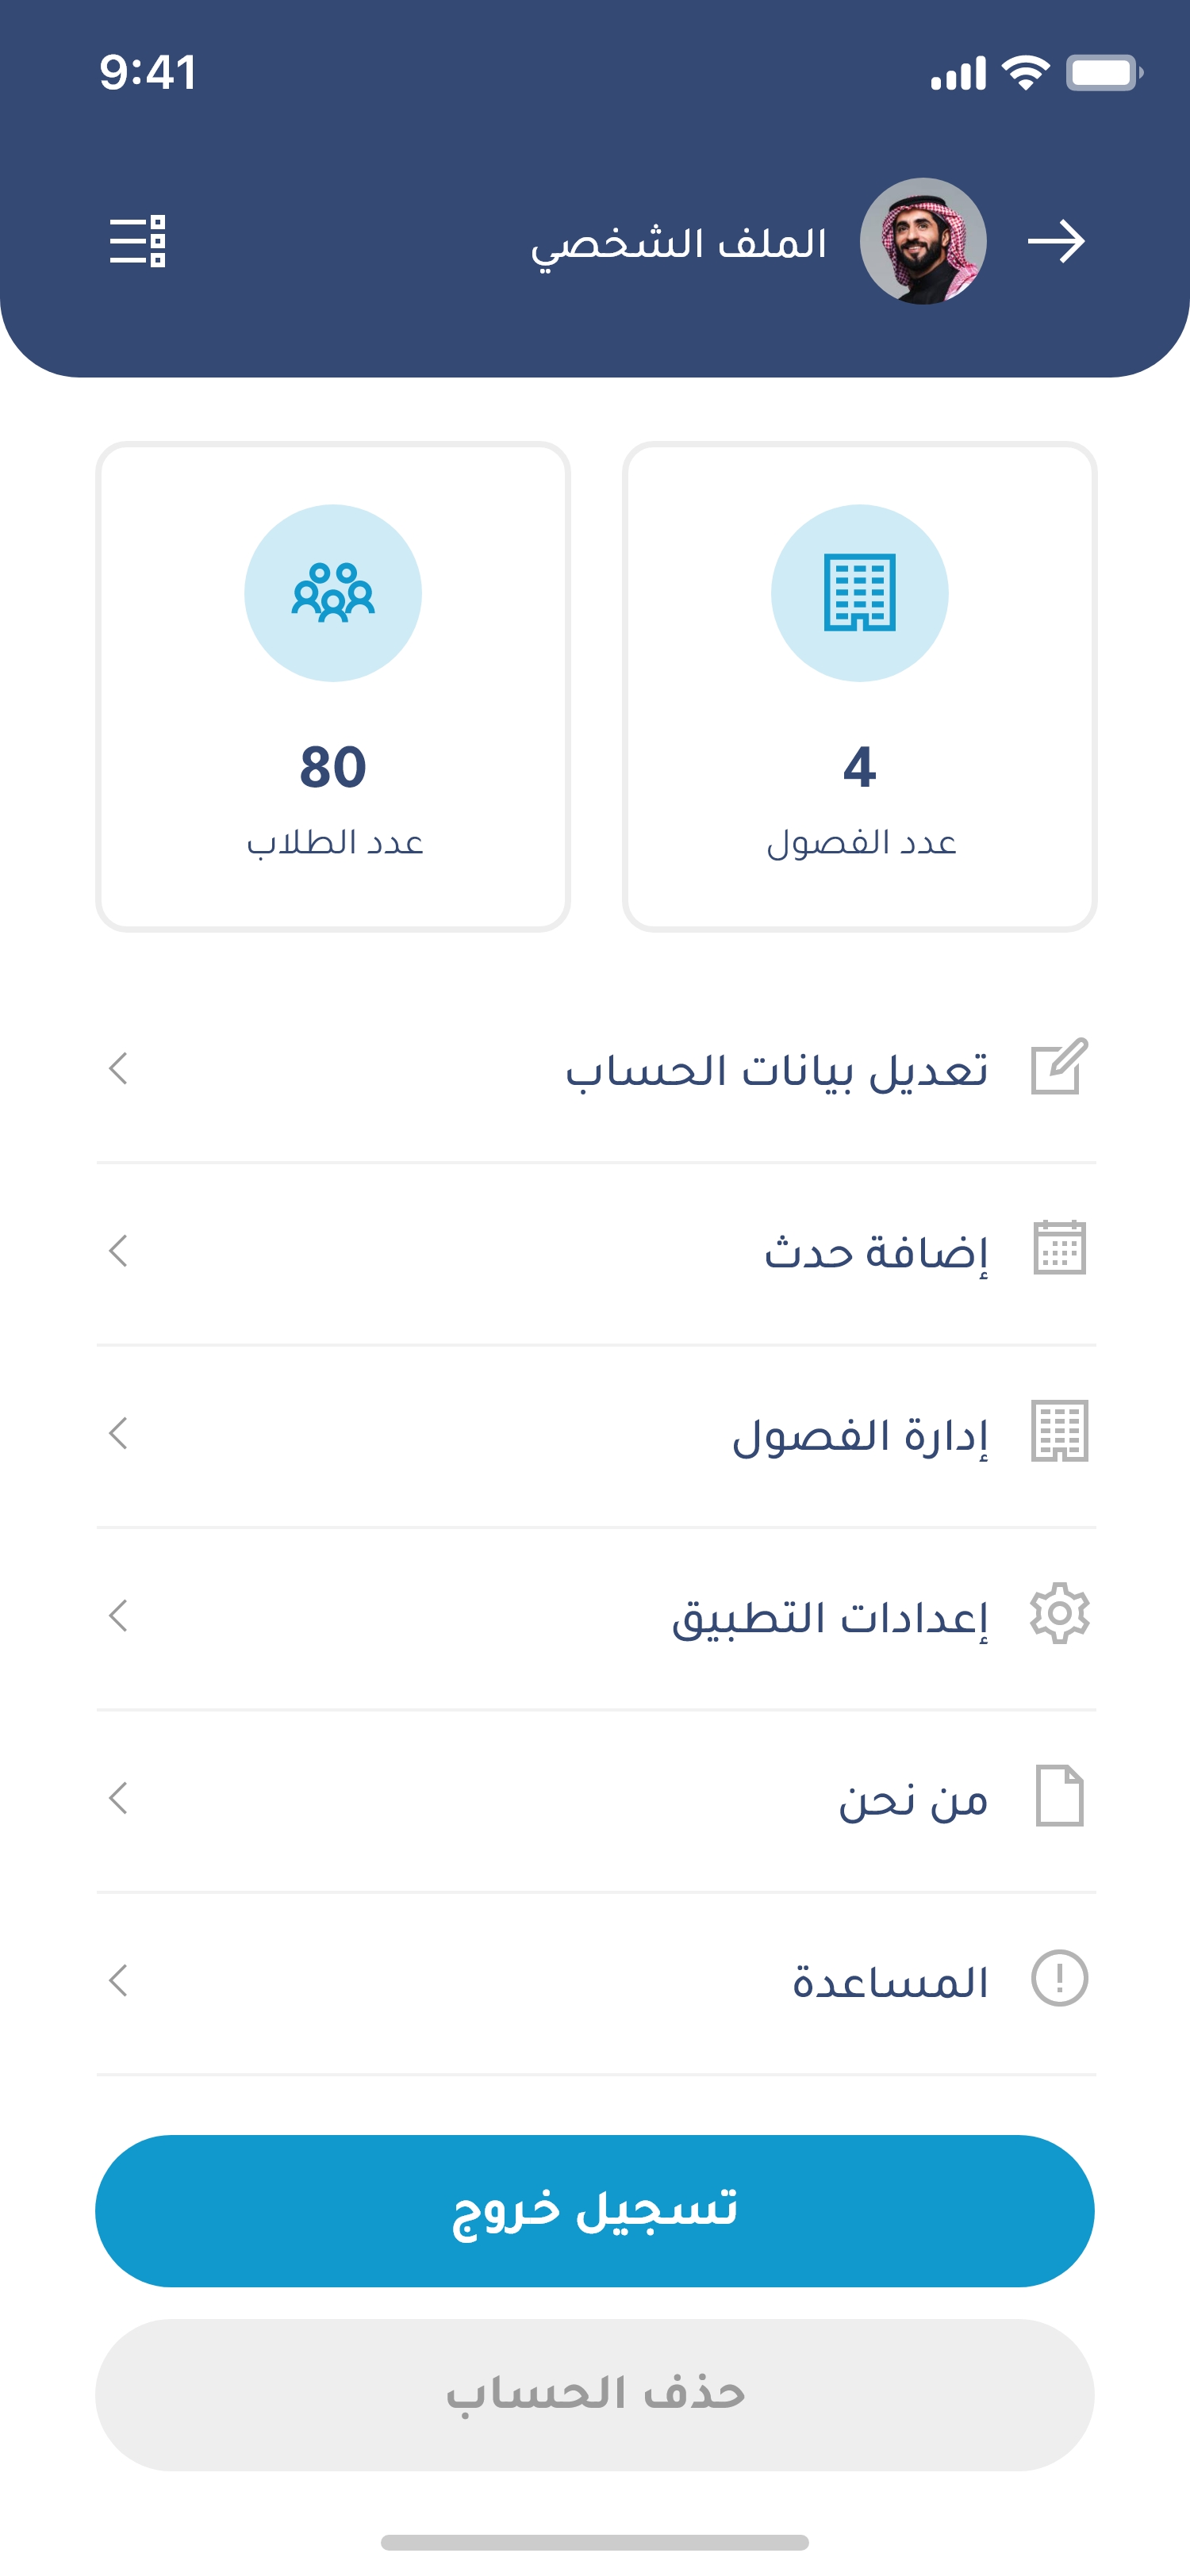 9:41
الملف الشخصي
4
عدد الفصول
80
عدد الطلاب
تعديل بيانات الحساب
إضافة حدث
إدارة الفصول
إعدادات التطبيق
من نحن
المساعدة
تسجيل خروج
حذف الحساب